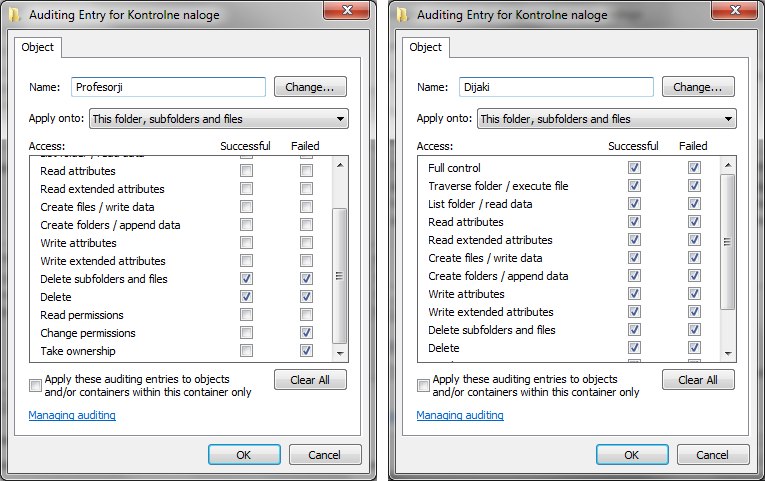 Auditing Entry for Kontrolne naloge
Object
Name: Profesorji Change...
Apply onto: This folder, subfolders and files
Access: Successful Failed
List folder / read data
Read attributes
Read extended attributes
Create files / write data
Create folders / append data
Write attributes
Write extended attributes
Delete subfolders and files
Delete
Read permissions
Change permissions
Take ownership
Apply these auditing entries to objects
and/or containers within this container only
Clear All
Managing auditing
OK Cancel
Auditing Entry for Kontrolne naloge
Object
Name: Dijaki Change...
Apply onto: This folder, subfolders and files
Access: Successful Failed
Full control
Traverse folder / execute file
List folder / read data
Read attributes
Read extended attributes
Create files / write data
Create folders / append data
Write attributes
Write extended attributes
Delete subfolders and files
Delete
Apply these auditing entries to objects
and/or containers within this container only
Clear All
Managing auditing
OK Cancel